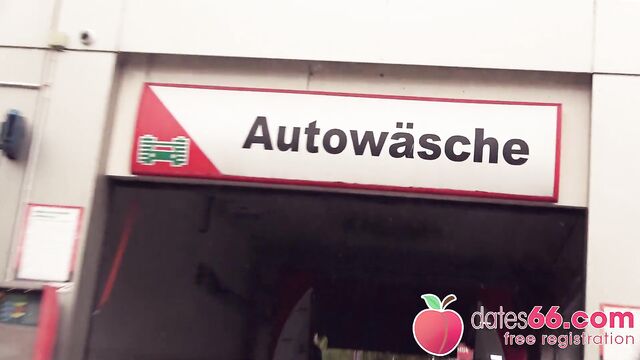 Autowäsche
dates66.com
free registration